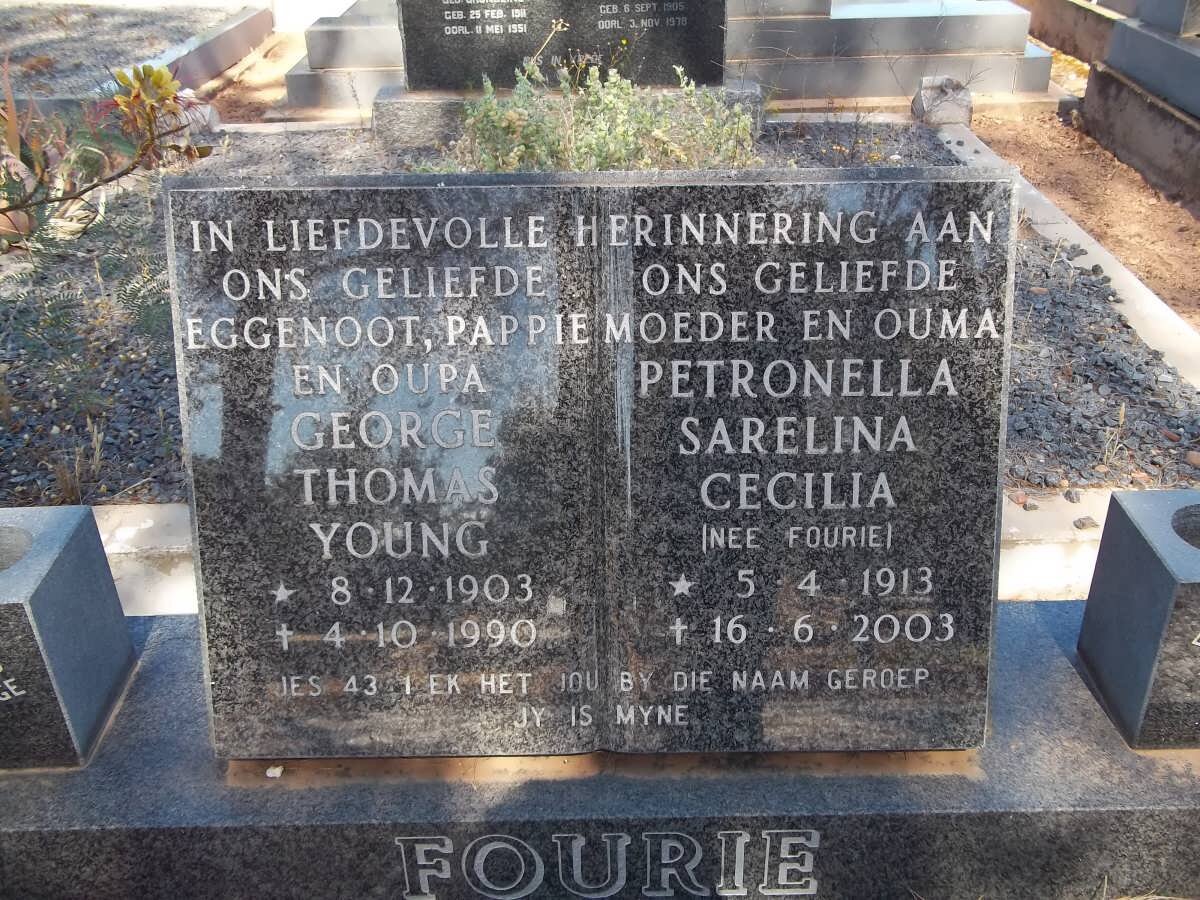 GEB. 25 FEB. 1911
OORL. 11 MEI 1951
GEB. 6 SEPT. 1905
OORL. 3 NOV. 1978
IN LIEFDEVOLLE HERINNERING AAN
ONS GELIEFDE
EGGENOOT, PAPPIE
EN OUPA
GEORGE
THOMAS
YOUNG
★ 8·12·1903
✝ 4·10·1990
ONS GELIEFDE
MOEDER EN OUMA
PETRONELLA
SARELINA
CECILIA
(NEE FOURIE)
★ 5·4·1913
✝ 16·6·2003
JES 43 1 EK HET JOU BY DIE NAAM GEROEP
JY IS MYNE
FOURIE